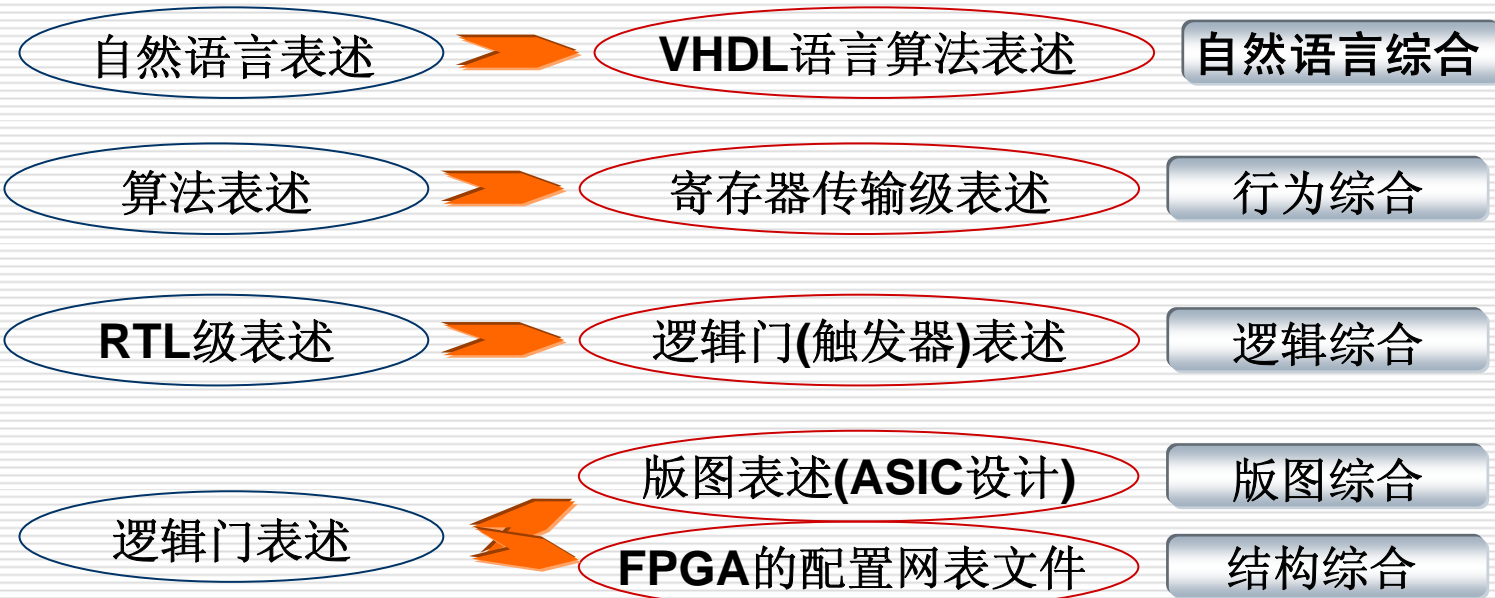 自然语言表述
VHDL语言算法表述
自然语言综合
算法表述
寄存器传输级表述
行为综合
RTL级表述
逻辑门(触发器)表述
逻辑综合
版图表述(ASIC设计)
版图综合
逻辑门表述
FPGA的配置网表文件
结构综合